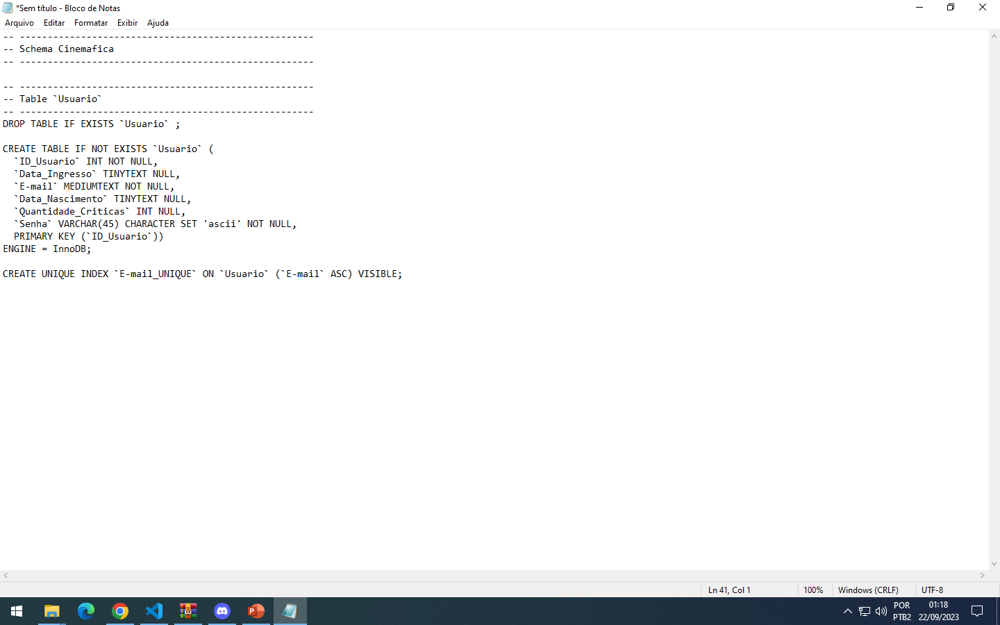 *Sem título - Bloco de Notas
Arquivo Editar Formatar Exibir Ajuda
-- -----------------------------------------------------
-- Schema Cinemafica
-- -----------------------------------------------------
-- -----------------------------------------------------
-- Table `Usuario`
-- -----------------------------------------------------
DROP TABLE IF EXISTS `Usuario` ;
CREATE TABLE IF NOT EXISTS `Usuario` (
  `ID_Usuario` INT NOT NULL,
  `Data_Ingresso` TINYTEXT NULL,
  `E-mail` MEDIUMTEXT NOT NULL,
  `Data_Nascimento` TINYTEXT NULL,
  `Quantidade_Criticas` INT NULL,
  `Senha` VARCHAR(45) CHARACTER SET 'ascii' NOT NULL,
  PRIMARY KEY (`ID_Usuario`))
ENGINE = InnoDB;
CREATE UNIQUE INDEX `E-mail_UNIQUE` ON `Usuario` (`E-mail` ASC) VISIBLE;
Ln 41, Col 1 100% Windows (CRLF) UTF-8
POR 01:18
PTB2 22/09/2023